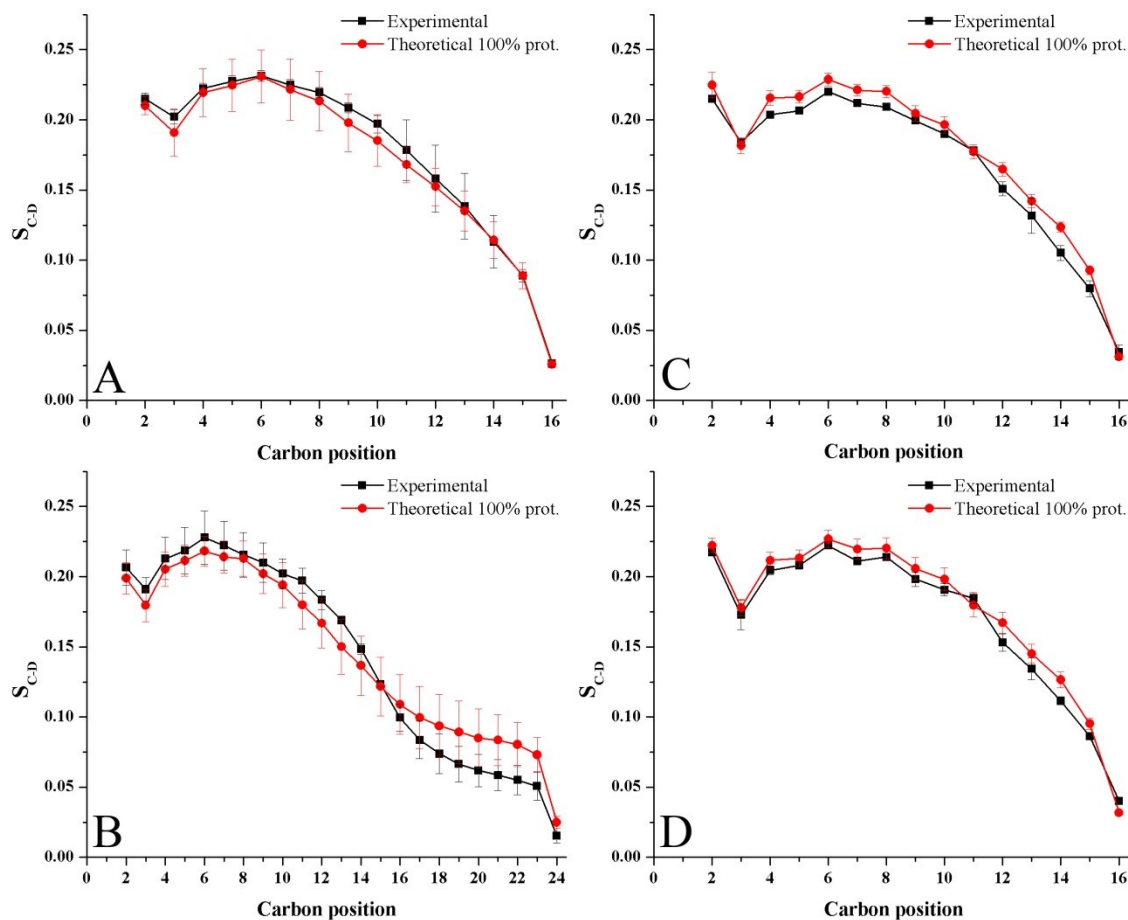 Experimental
Theoretical 100% prot.
0.25
0.20
0.15
0.10
0.05
0.00
S_C-D
A
0 2 4 6 8 10 12 14 16
Carbon position
Experimental
Theoretical 100% prot.
0.25
0.20
0.15
0.10
0.05
0.00
S_C-D
C
0 2 4 6 8 10 12 14 16
Carbon position
Experimental
Theoretical 100% prot.
0.25
0.20
0.15
0.10
0.05
0.00
S_C-D
B
0 2 4 6 8 10 12 14 16 18 20 22 24
Carbon position
Experimental
Theoretical 100% prot.
0.25
0.20
0.15
0.10
0.05
0.00
S_C-D
D
0 2 4 6 8 10 12 14 16
Carbon position